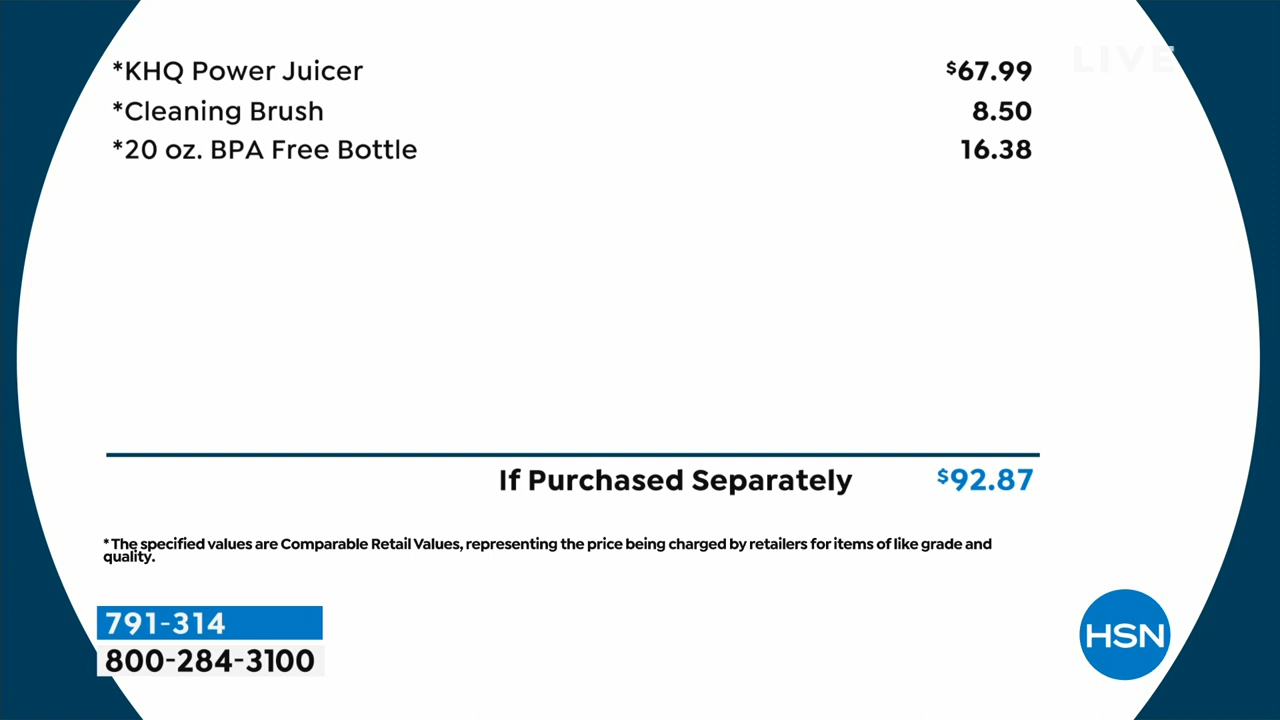 LIVE
*KHQ Power Juicer $67.99
*Cleaning Brush 8.50
*20 oz. BPA Free Bottle 16.38
If Purchased Separately $92.87
*The specified values are Comparable Retail Values, representing the price being charged by retailers for items of like grade and
quality.
791-314
800-284-3100
HSN